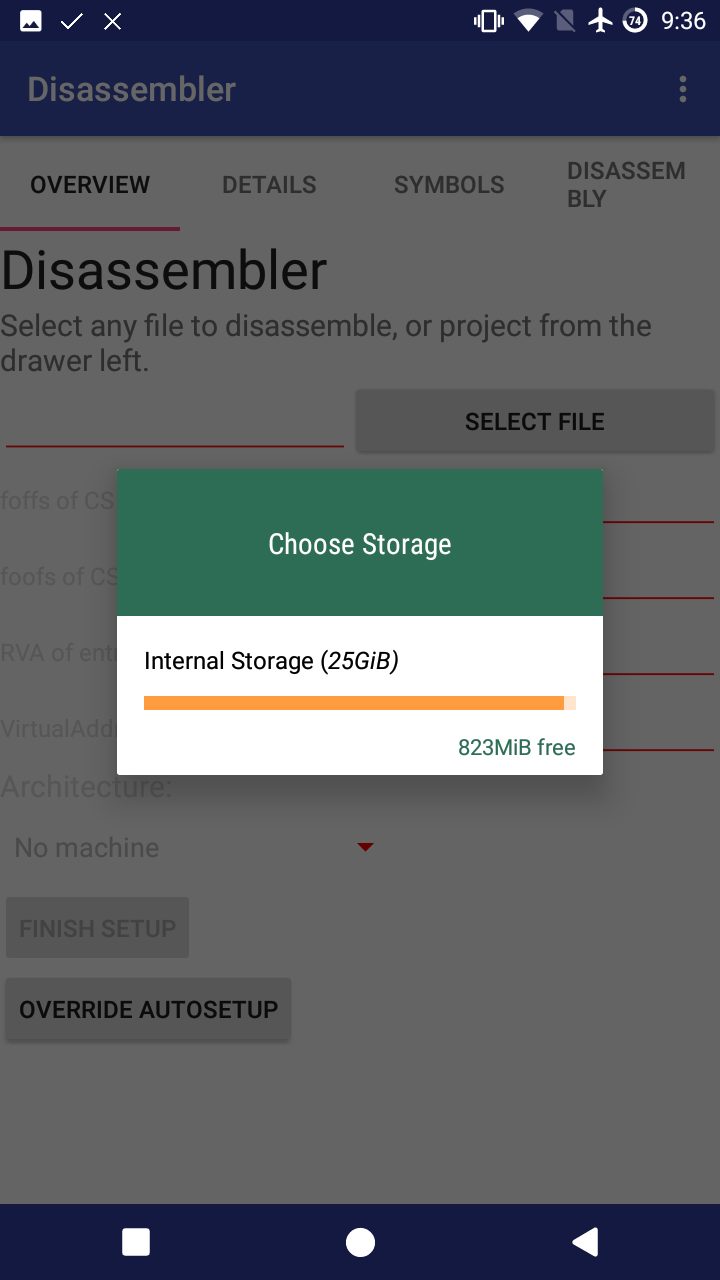 74
9:36
Disassembler
OVERVIEW
DETAILS
SYMBOLS
DISASSEM
BLY
Disassembler
Select any file to disassemble, or project from the
drawer left.
SELECT FILE
foffs of CS
Choose Storage
foofs of CS
Internal Storage (25GiB)
RVA of ent
VirtualAdd
823MiB free
Architecture:
No machine
FINISH SETUP
OVERRIDE AUTOSETUP